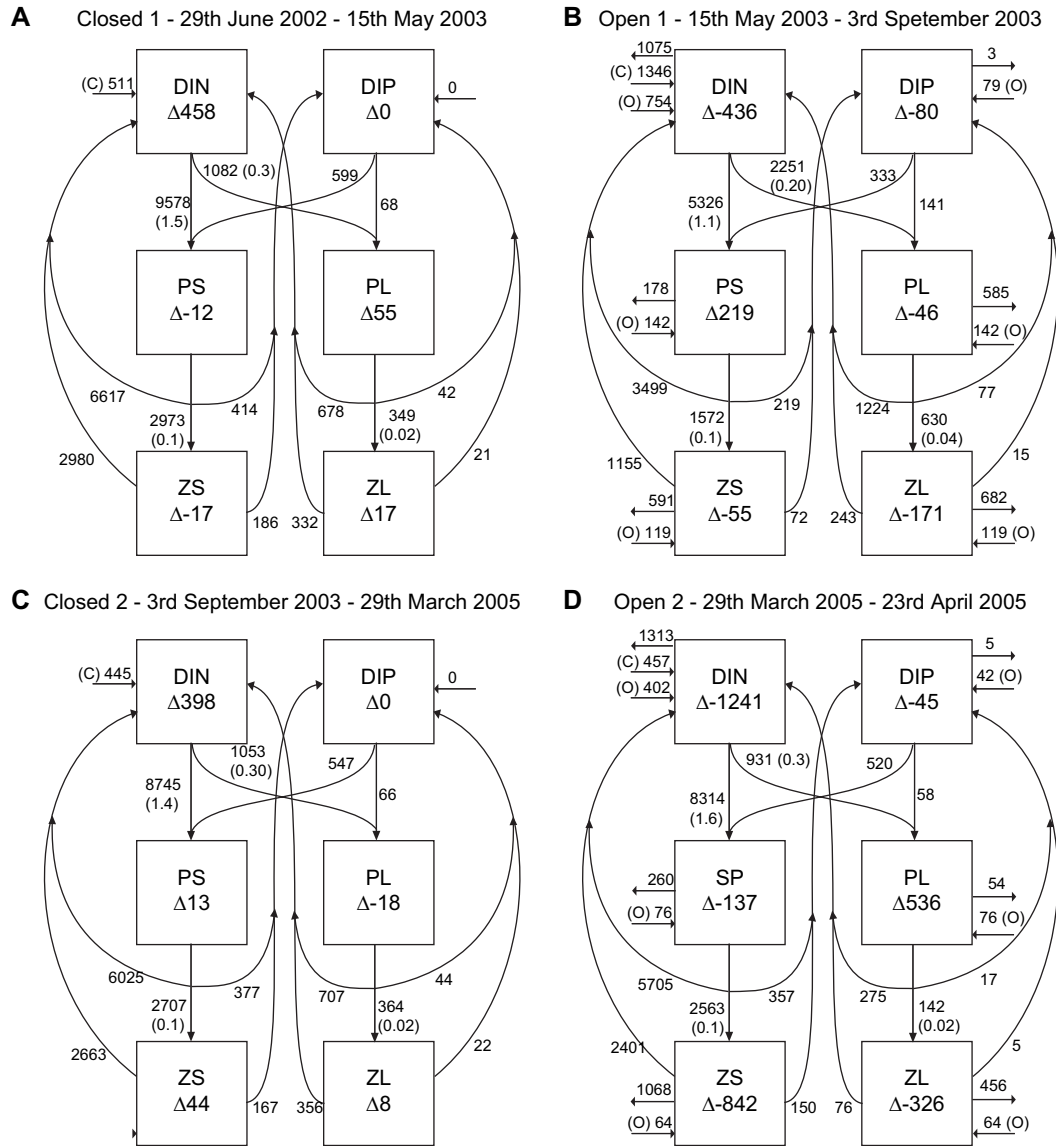 A Closed 1 - 29th June 2002 - 15th May 2003
(C) 511
DIN
Δ458
DIP
Δ0
0
1082 (0.3)
599
9578
(1.5)
68
PS
Δ-12
PL
Δ55
6617
414
678
42
2973
(0.1)
349
(0.02)
2980
21
ZS
Δ-17
186
332
ZL
Δ17
B Open 1 - 15th May 2003 - 3rd Spetember 2003
1075
(C) 1346
(O) 754
DIN
Δ-436
DIP
Δ-80
3
79 (O)
2251
(0.20)
333
5326
(1.1)
141
178
(O) 142
PS
Δ219
PL
Δ-46
585
142 (O)
3499
219
1224
77
1572
(0.1)
630
(0.04)
1155
15
591
(O) 119
ZS
Δ-55
72
243
ZL
Δ-171
682
119 (O)
C Closed 2 - 3rd September 2003 - 29th March 2005
(C) 445
DIN
Δ398
DIP
Δ0
0
1053
(0.30)
547
8745
(1.4)
66
PS
Δ13
PL
Δ-18
6025
377
707
44
2707
(0.1)
364
(0.02)
2663
22
ZS
Δ44
167
356
ZL
Δ8
D Open 2 - 29th March 2005 - 23rd April 2005
1313
(C) 457
(O) 402
DIN
Δ-1241
DIP
Δ-45
5
42 (O)
931 (0.3)
520
8314
(1.6)
58
260
(O) 76
SP
Δ-137
PL
Δ536
54
76 (O)
5705
357
275
17
2563
(0.1)
142
(0.02)
2401
5
1068
(O) 64
ZS
Δ-842
150
76
ZL
Δ-326
456
64 (O)